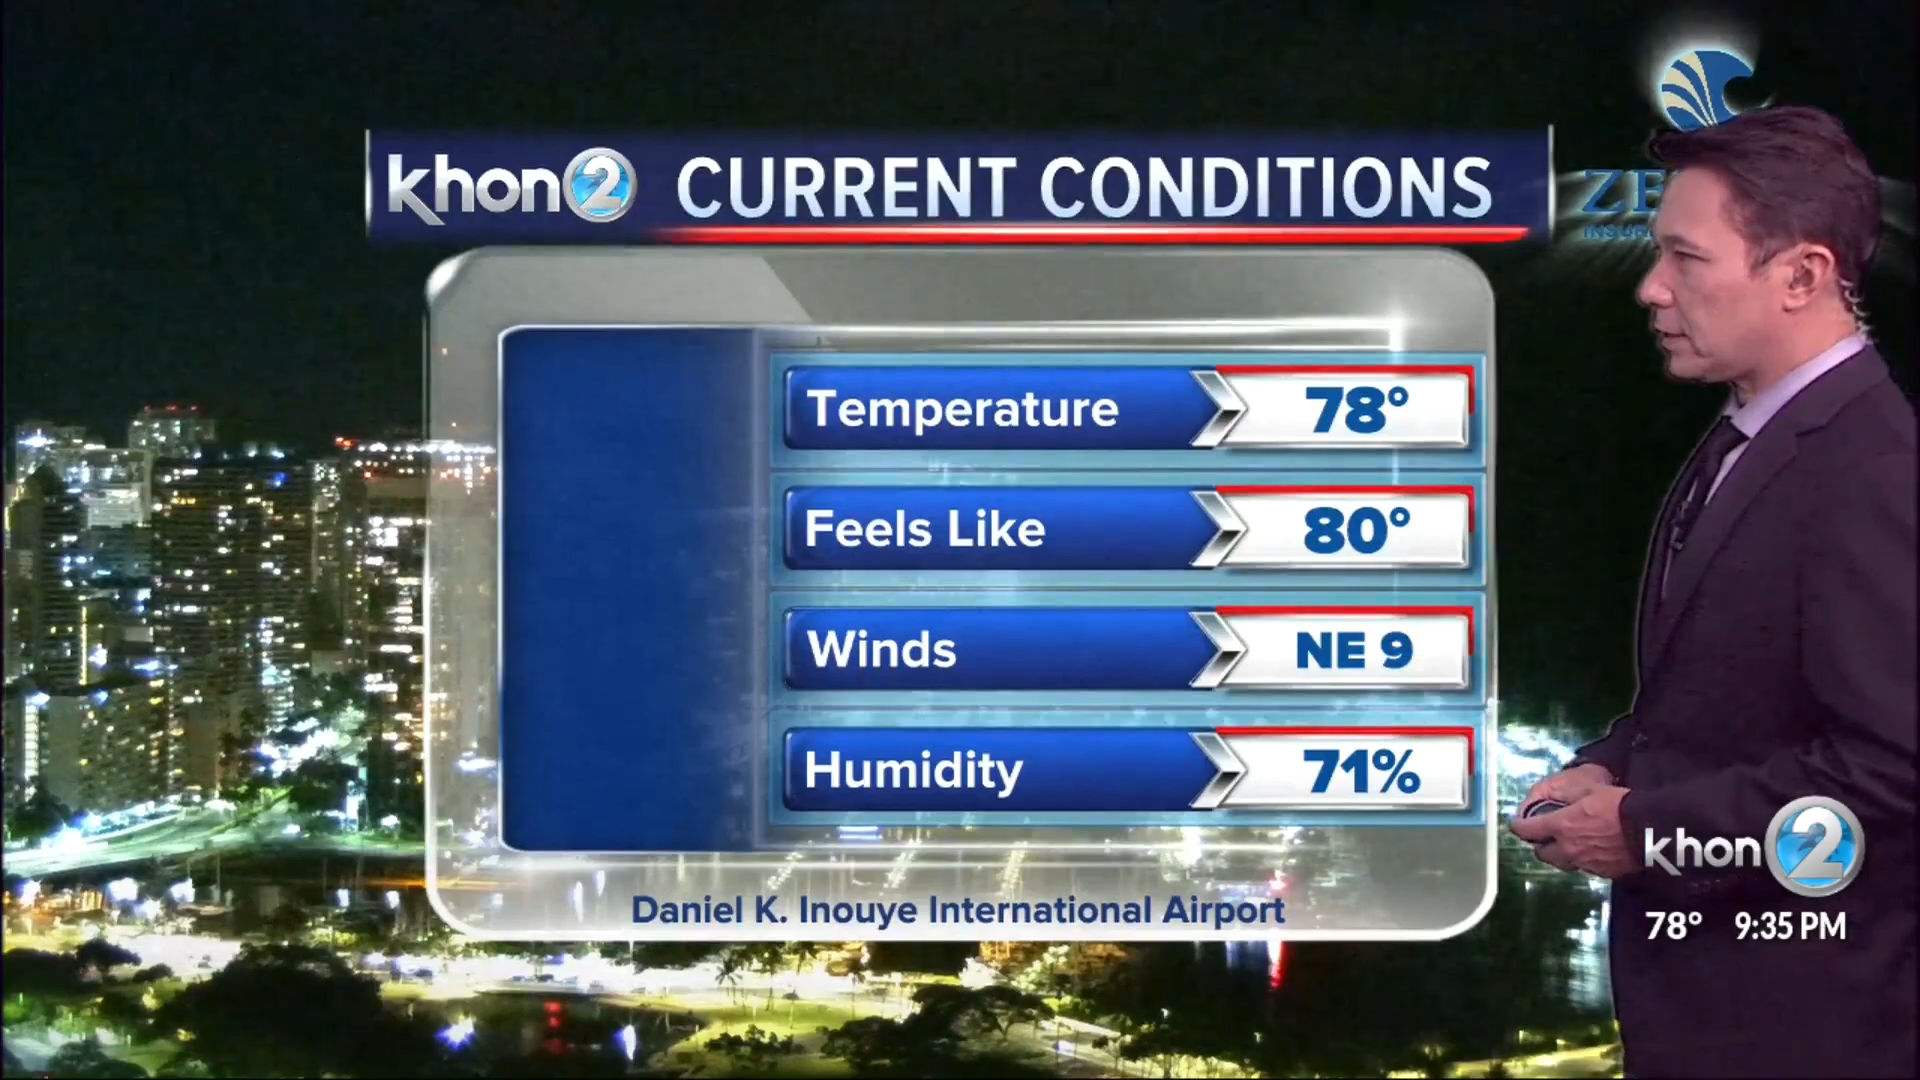 khon2 CURRENT CONDITIONS
Temperature 78°
Feels Like 80°
Winds NE 9
Humidity 71%
Daniel K. Inouye International Airport
khon2
78° 9:35 PM